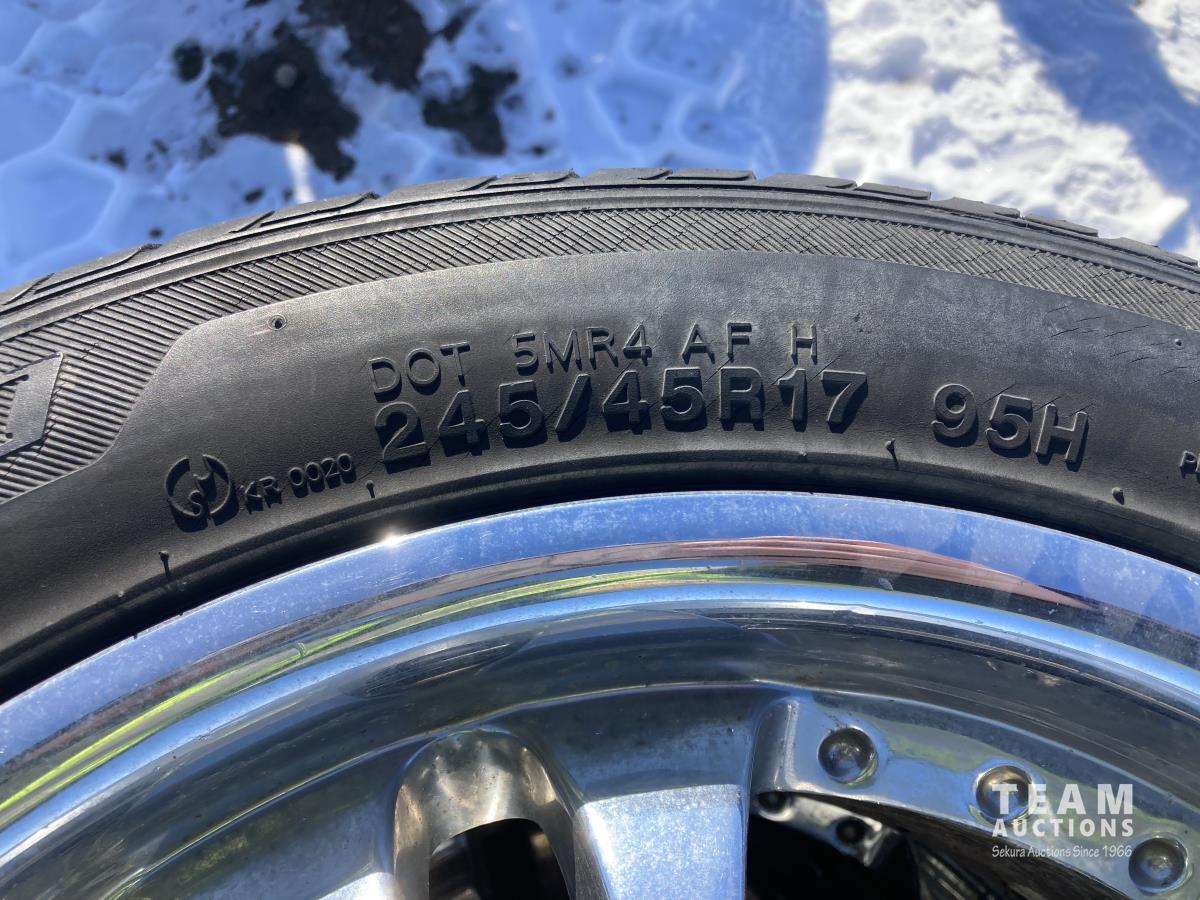 DOT 5MR4 AF H
245/45R17 95H
KR 0020
TEAM
AUCTIONS
Sekura Auctions Since 1966